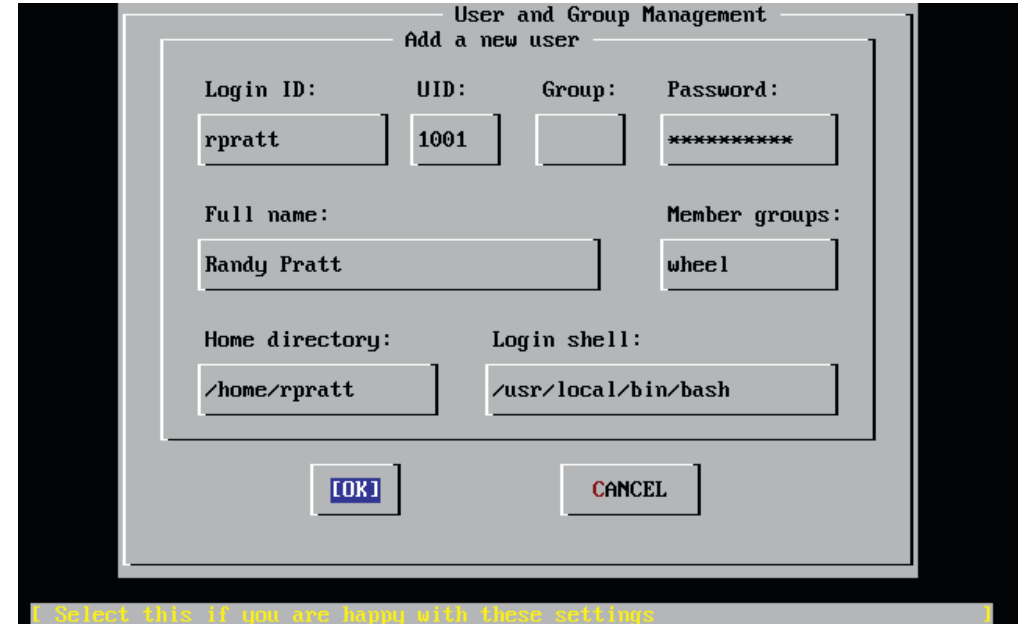 User and Group Management
Add a new user
Login ID: UID: Group: Password:
rpratt 1001 **********
Full name: Member groups:
Randy Pratt wheel
Home directory: Login shell:
/home/rpratt /usr/local/bin/bash
[OK] CANCEL
[ Select this if you are happy with these settings ]